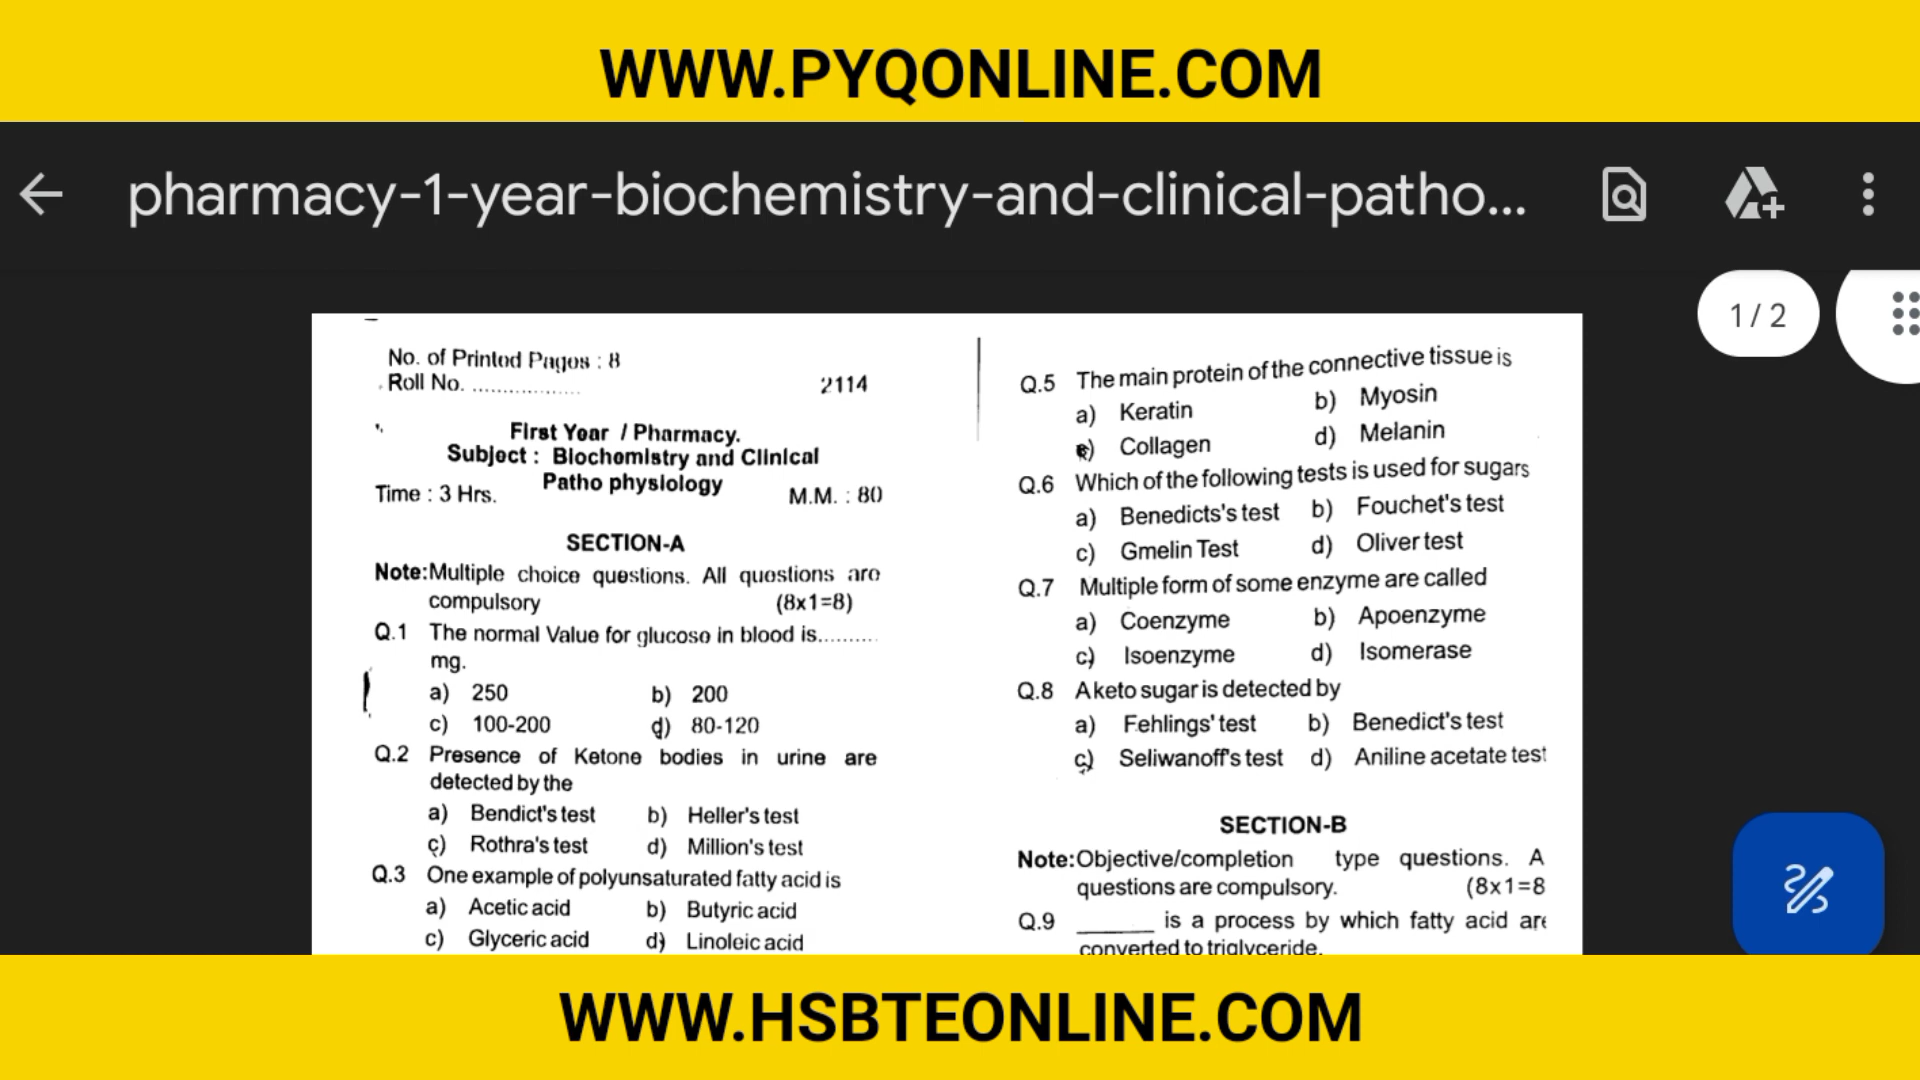 WWW.PYQONLINE.COM
pharmacy-1-year-biochemistry-and-clinical-patho...
1 / 2
No. of Printed Pages : 8
Roll No. ....................
2114
First Year / Pharmacy.
Subject : Biochemistry and Clinical
Patho physiology
Time : 3 Hrs.
M.M. : 80
SECTION-A
Note:Multiple choice questions. All questions are
compulsory (8x1=8)
Q.1 The normal Value for glucose in blood is..........
mg.
a) 250 b) 200
c) 100-200 d) 80-120
Q.2 Presence of Ketone bodies in urine are
detected by the
a) Bendict's test b) Heller's test
c) Rothra's test d) Million's test
Q.3 One example of polyunsaturated fatty acid is
a) Acetic acid b) Butyric acid
c) Glyceric acid d) Linoleic acid
Q.5 The main protein of the connective tissue is
a) Keratin b) Myosin
c) Collagen d) Melanin
Q.6 Which of the following tests is used for sugars
a) Benedicts's test b) Fouchet's test
c) Gmelin Test d) Oliver test
Q.7 Multiple form of some enzyme are called
a) Coenzyme b) Apoenzyme
c) Isoenzyme d) Isomerase
Q.8 A keto sugar is detected by
a) Fehlings' test b) Benedict's test
c) Seliwanoff's test d) Aniline acetate test
SECTION-B
Note:Objective/completion type questions. A
questions are compulsory. (8x1=8
Q.9 _______ is a process by which fatty acid are
converted to triglyceride.
WWW.HSBTEONLINE.COM